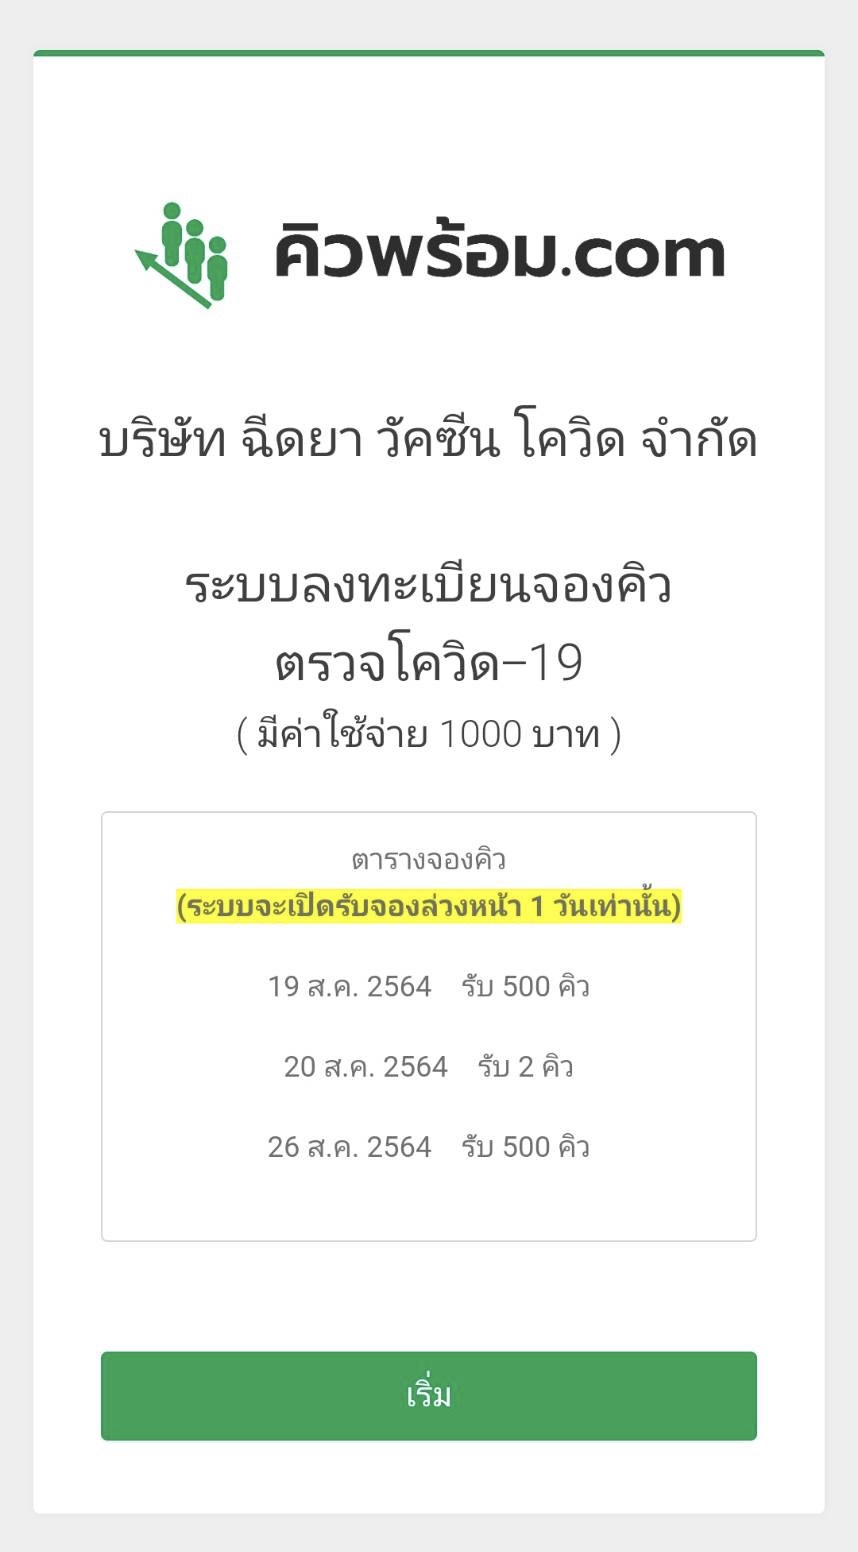 คิวพร้อม.com
บริษัท ฉีดยา วัคซีน โควิด จำกัด
ระบบลงทะเบียนจองคิว
ตรวจโควิด–19
( มีค่าใช้จ่าย 1000 บาท )
ตารางจองคิว
(ระบบจะเปิดรับจองล่วงหน้า 1 วันเท่านั้น)
19 ส.ค. 2564 รับ 500 คิว
20 ส.ค. 2564 รับ 2 คิว
26 ส.ค. 2564 รับ 500 คิว
เริ่ม